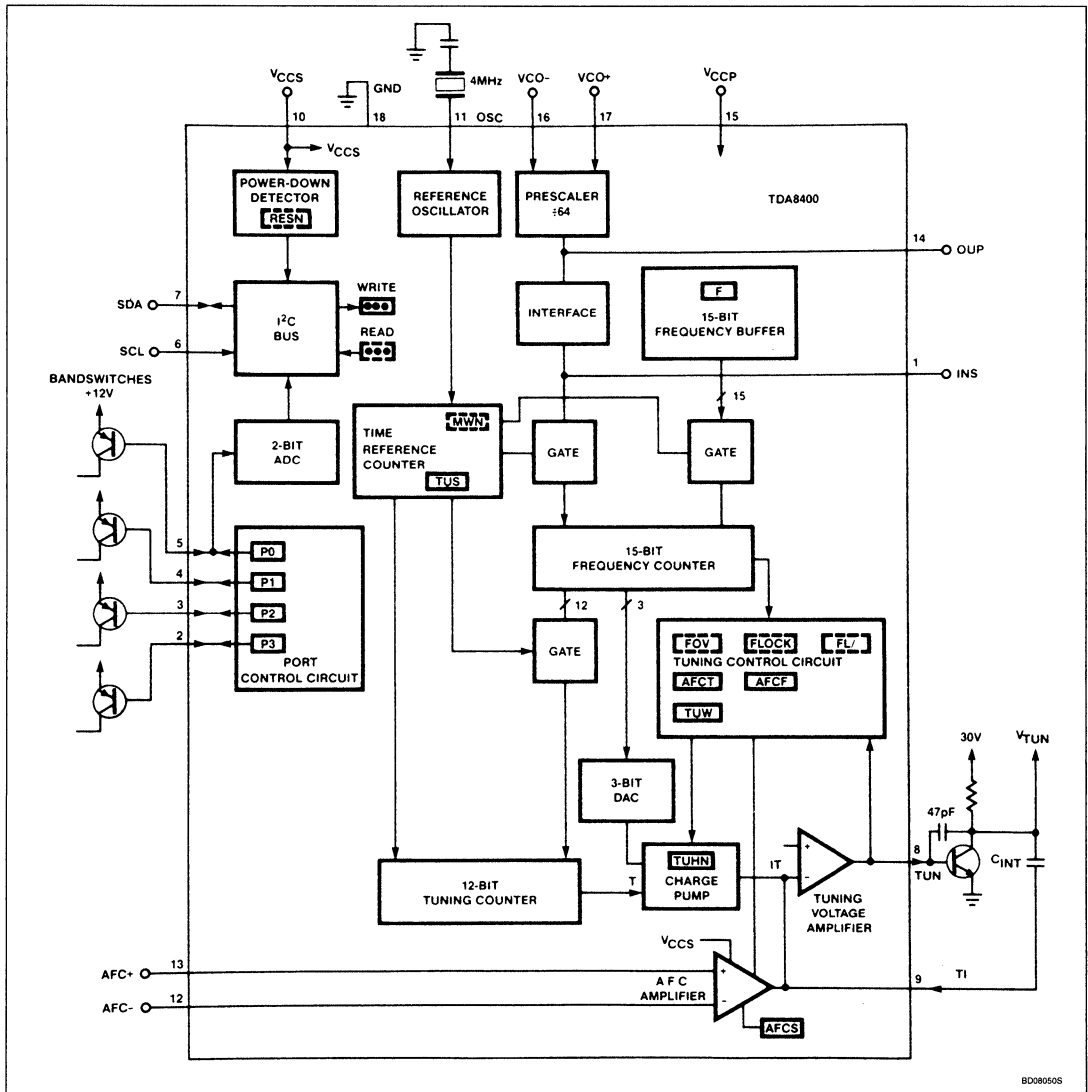 4MHz
VCCS
GND
VCO-
VCO+
VCCP
10
18
11
OSC
16
17
15
VCCS
POWER-DOWN
DETECTOR
RESN
REFERENCE
OSCILLATOR
PRESCALER
÷64
TDA8400
14
OUP
SDA
7
I²C
BUS
WRITE
READ
INTERFACE
F
15-BIT
FREQUENCY BUFFER
SCL
6
1
INS
BANDSWITCHES
+12V
15
2-BIT
ADC
MWN
TIME
REFERENCE
COUNTER
TUS
GATE
GATE
5
P0
4
P1
3
P2
2
P3
PORT
CONTROL CIRCUIT
15-BIT
FREQUENCY COUNTER
12
3
GATE
FOV
FLOCK
FL/
TUNING CONTROL CIRCUIT
AFCT
AFCF
TUW
30V
VTUN
3-BIT
DAC
47pF
8
CINT
TUN
12-BIT
TUNING COUNTER
T
TUHN
CHARGE
PUMP
IT
+
-
TUNING
VOLTAGE
AMPLIFIER
VCCS
AFC+
13
+
A F C
AMPLIFIER
-
9
TI
AFC-
12
AFCS
BD08050S